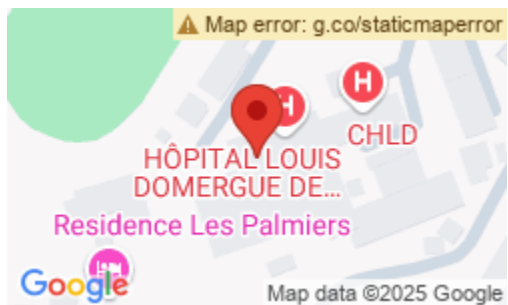 Map error: g.co/staticmaperror
H
H
CHLD
HÔPITAL LOUIS
DOMERGUE DE...
Residence Les Palmiers
Google
Map data ©2025 Google